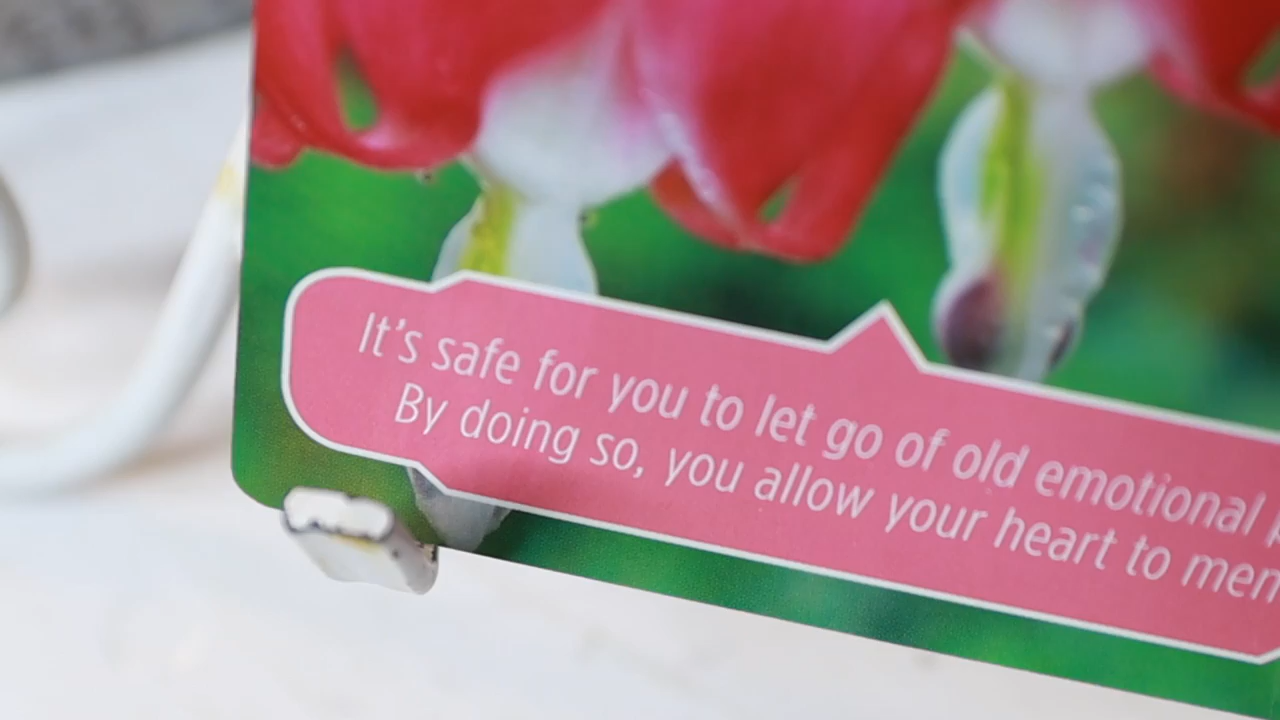 It's safe for you to let go of old emotional
By doing so, you allow your heart to